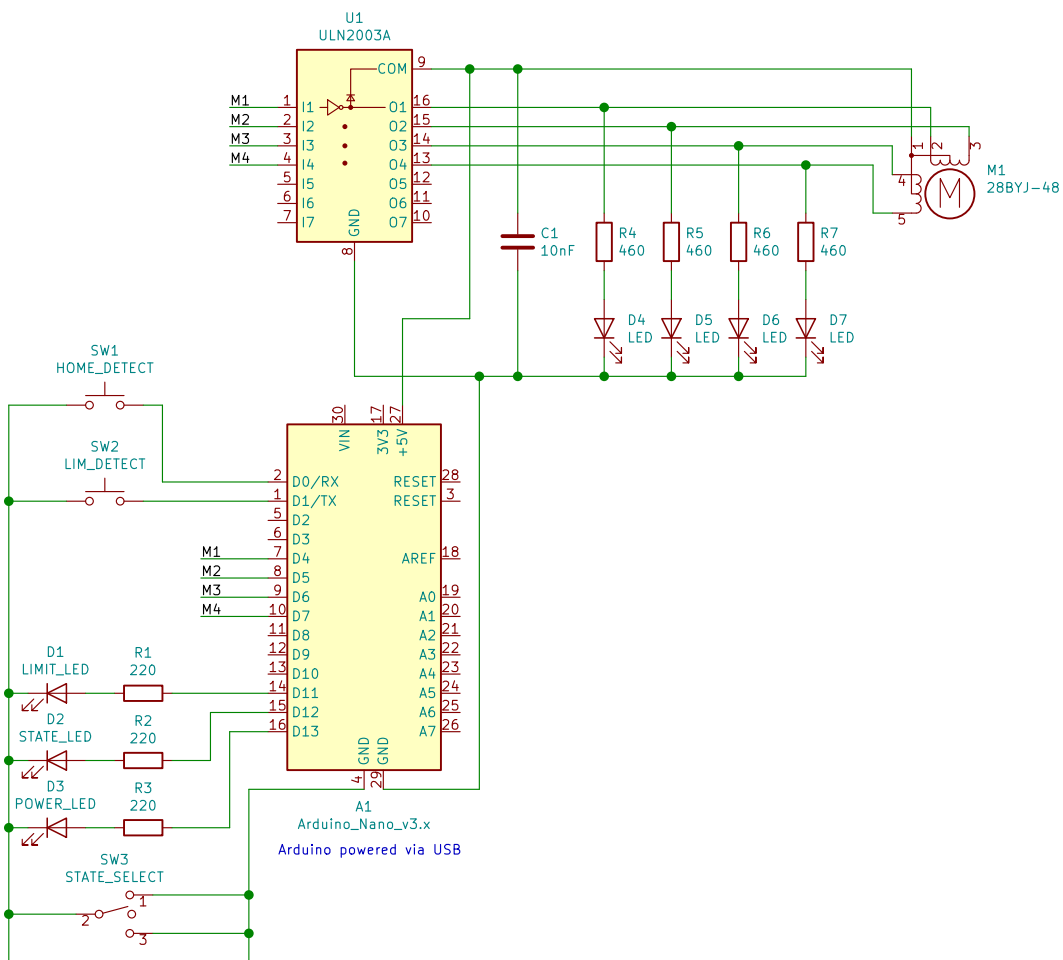 U1
ULN2003A
COM 9
M1 1 I1 O1 16
M2 2 I2 O2 15
M3 3 I3 O3 14
M4 4 I4 O4 13
5 I5 O5 12
6 I6 O6 11
7 I7 O7 10
GND
8
1 2 3
4
5
M
M1
28BYJ-48
C1
10nF
R4
460
R5
460
R6
460
R7
460
D4
LED
D5
LED
D6
LED
D7
LED
SW1
HOME_DETECT
SW2
LIM_DETECT
30 17 27
VIN 3V3 +5V
2 D0/RX RESET 28
1 D1/TX RESET 3
5 D2
6 D3
M1 7 D4 AREF 18
M2 8 D5
M3 9 D6 A0 19
M4 10 D7 A1 20
11 D8 A2 21
12 D9 A3 22
13 D10 A4 23
14 D11 A5 24
15 D12 A6 25
16 D13 A7 26
GND GND
4 29
D1
LIMIT_LED
R1
220
D2
STATE_LED
R2
220
D3
POWER_LED
R3
220
A1
Arduino_Nano_v3.x
Arduino powered via USB
SW3
STATE_SELECT
1
2
3